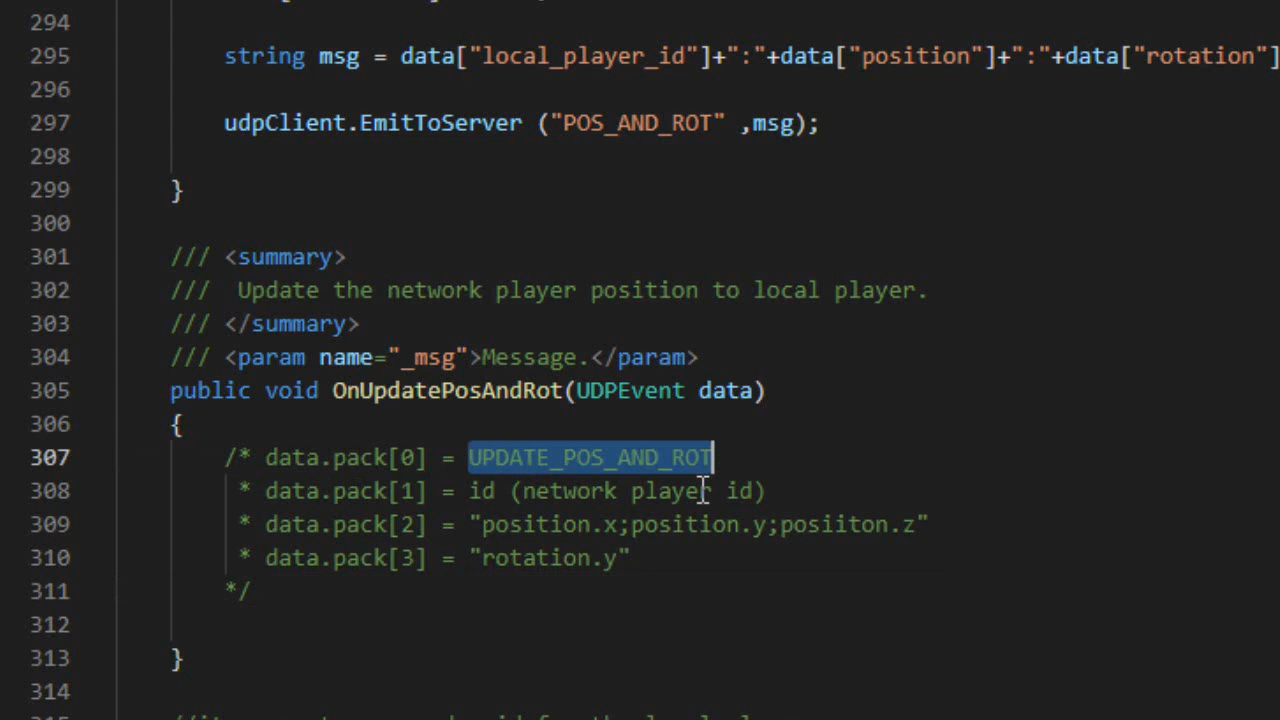 294
295 string msg = data["local_player_id"]+":"+data["position"]+":"+data["rotation"]
296
297 udpClient.EmitToServer ("POS_AND_ROT" ,msg);
298
299 }
300
301 /// <summary>
302 ///  Update the network player position to local player.
303 /// </summary>
304 /// <param name="_msg">Message.</param>
305 public void OnUpdatePosAndRot(UDPEvent data)
306 {
307 /* data.pack[0] = UPDATE_POS_AND_ROT
308 * data.pack[1] = id (network player id)
309 * data.pack[2] = "position.x;position.y;posiiton.z"
310 * data.pack[3] = "rotation.y"
311 */
312
313 }
314